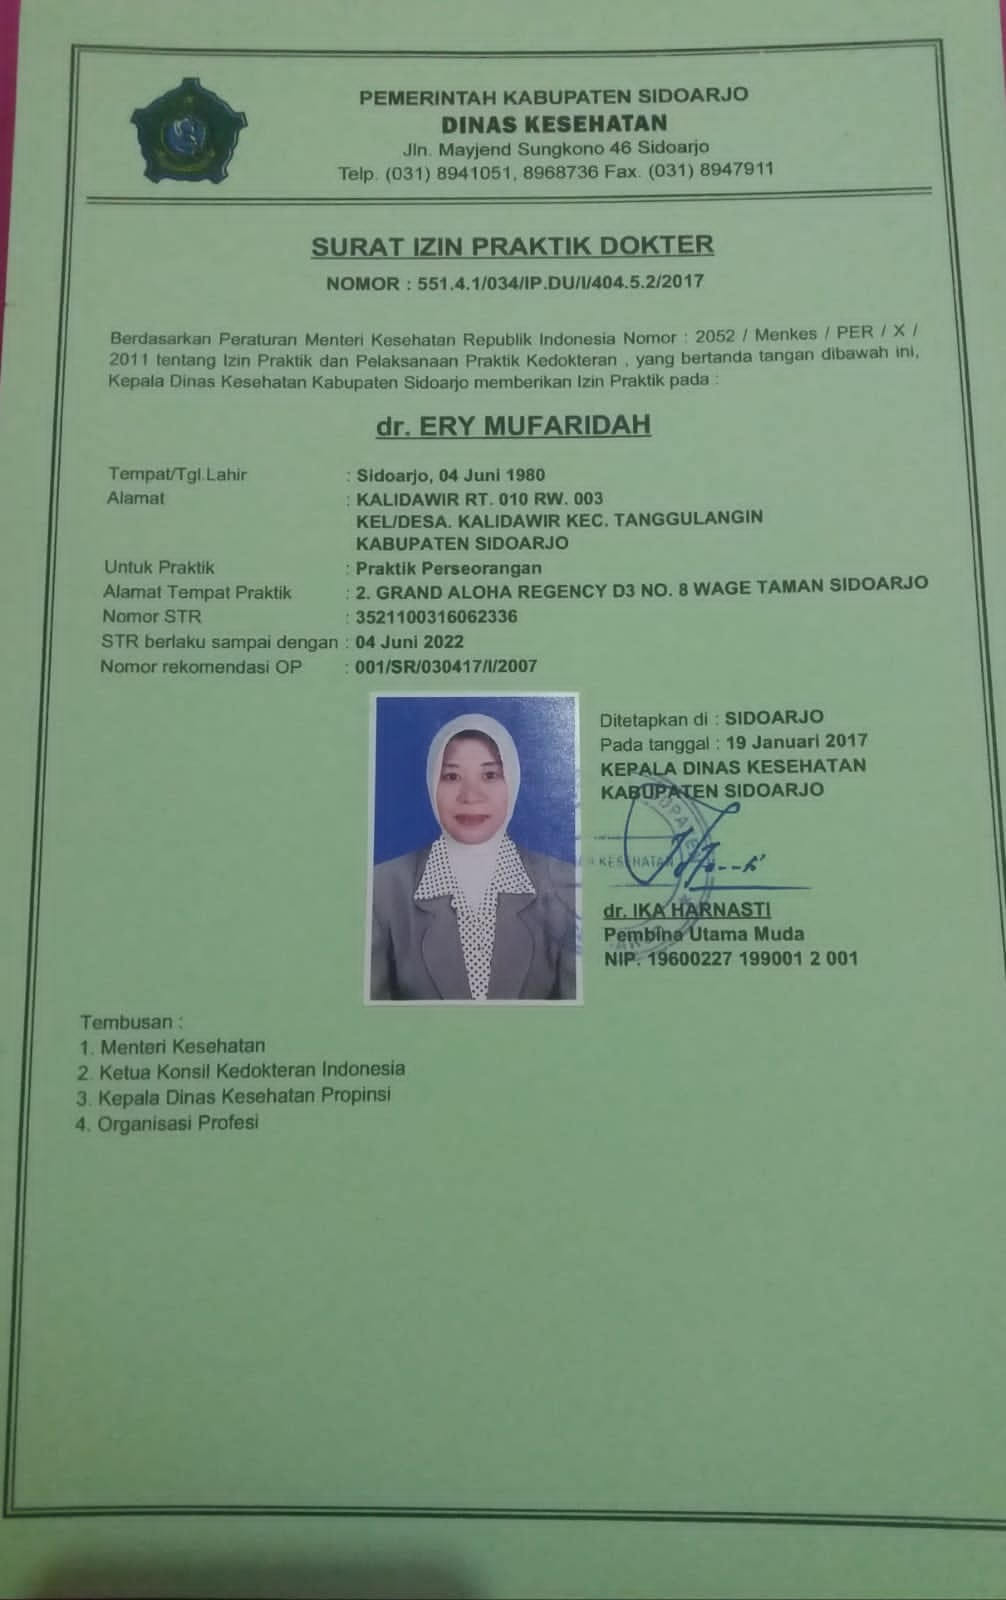 PEMERINTAH KABUPATEN SIDOARJO
DINAS KESEHATAN
Jln. Mayjend Sungkono 46 Sidoarjo
Telp. (031) 8941051, 8968736 Fax. (031) 8947911
SURAT IZIN PRAKTIK DOKTER
NOMOR : 551.4.1/034/IP.DU/I/404.5.2/2017
Berdasarkan Peraturan Menteri Kesehatan Republik Indonesia Nomor : 2052 / Menkes / PER / X /
2011 tentang Izin Praktik dan Pelaksanaan Praktik Kedokteran , yang bertanda tangan dibawah ini,
Kepala Dinas Kesehatan Kabupaten Sidoarjo memberikan Izin Praktik pada :
dr. ERY MUFARIDAH
Tempat/Tgl.Lahir : Sidoarjo, 04 Juni 1980
Alamat : KALIDAWIR RT. 010 RW. 003
KEL/DESA. KALIDAWIR KEC. TANGGULANGIN
KABUPATEN SIDOARJO
Untuk Praktik : Praktik Perseorangan
Alamat Tempat Praktik : 2. GRAND ALOHA REGENCY D3 NO. 8 WAGE TAMAN SIDOARJO
Nomor STR : 3521100316062336
STR berlaku sampai dengan : 04 Juni 2022
Nomor rekomendasi OP : 001/SR/030417/I/2007
Ditetapkan di : SIDOARJO
Pada tanggal : 19 Januari 2017
KEPALA DINAS KESEHATAN
KABUPATEN SIDOARJO
KESEHATAN
dr. IKA HARNASTI
Pembina Utama Muda
NIP. 19600227 199001 2 001
Tembusan :
1. Menteri Kesehatan
2. Ketua Konsil Kedokteran Indonesia
3. Kepala Dinas Kesehatan Propinsi
4. Organisasi Profesi